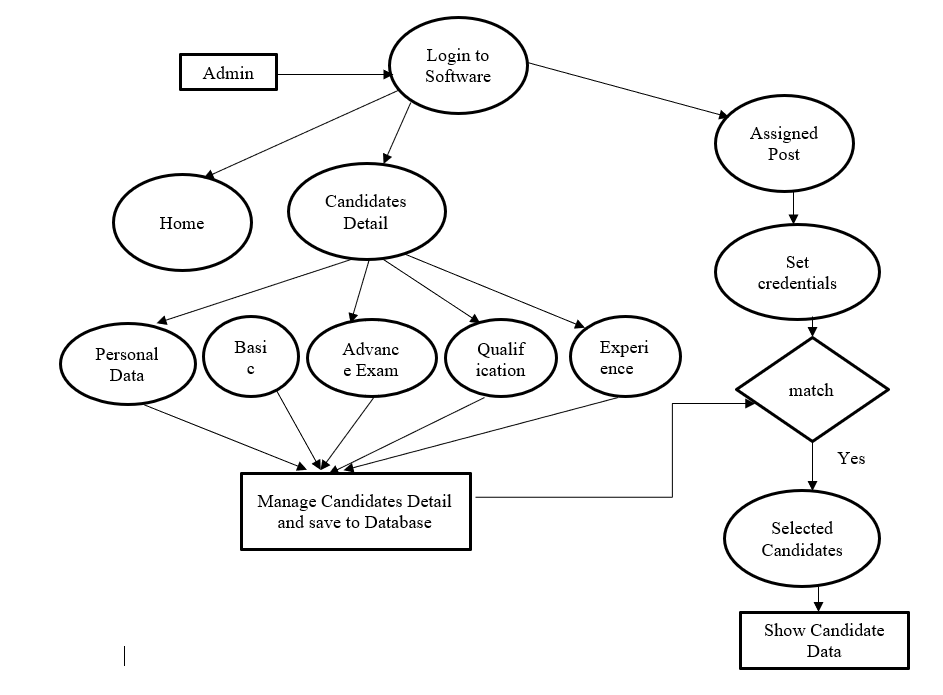 Login to
Software
Admin
Assigned
Post
Home
Candidates
Detail
Set
credentials
Personal
Data
Basi
c
Advanc
e Exam
Qualif
ication
Experi
ence
match
Manage Candidates Detail
and save to Database
Yes
Selected
Candidates
Show Candidate
Data